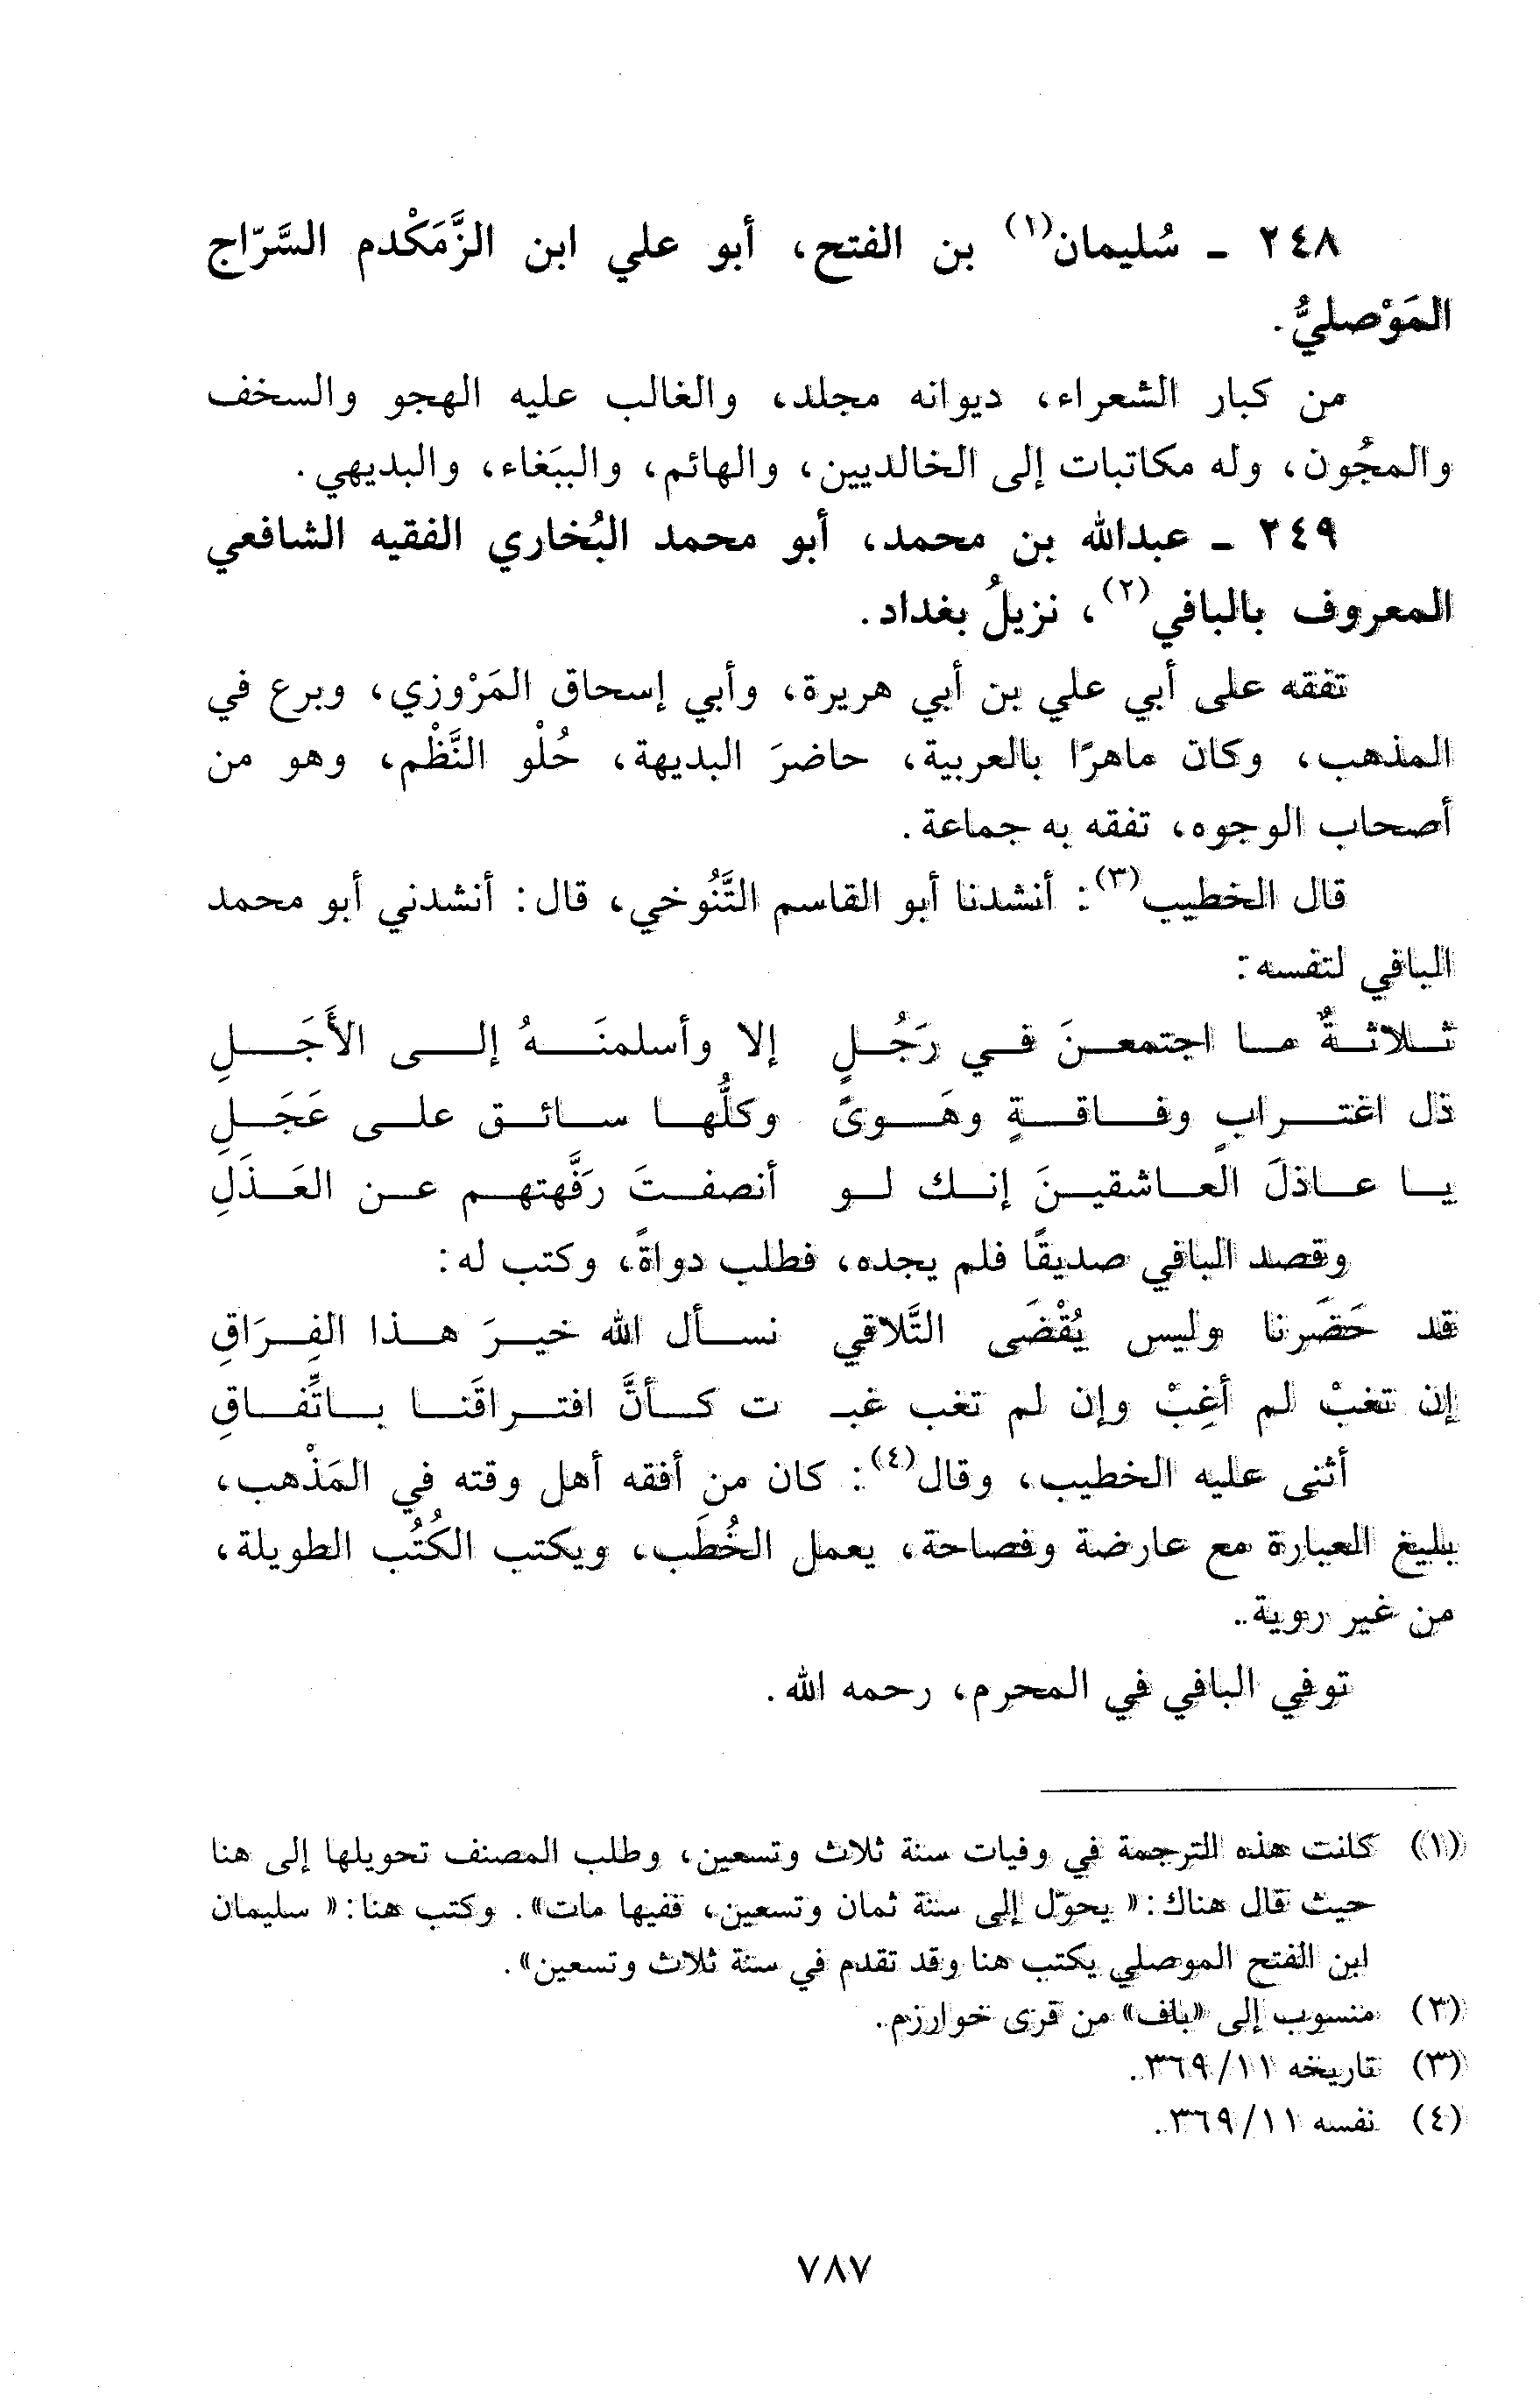 ٢٤٨ ـ سُليمان(١) بن الفتح، أبو علي ابن الزَّمَكْدم السَّرّاج
المَوْصليُّ.
من كبار الشعراء، ديوانه مجلد، والغالب عليه الهجو والسخف
والمجُون، وله مكاتبات إلى الخالديين، والهائم، والببَغاء، والبديهي.
٢٤٩ ـ عبدالله بن محمد، أبو محمد البُخاري الفقيه الشافعي
المعروف بالبافي(٢)، نزيلُ بغداد.
تفقه على أبي علي بن أبي هريرة، وأبي إسحاق المَرْوزي، وبرع في
المذهب، وكان ماهرًا بالعربية، حاضرَ البديهة، حُلْو النَّظْم، وهو من
أصحاب الوجوه، تفقه به جماعة.
قال الخطيب(٣): أنشدنا أبو القاسم التَّنُوخي، قال: أنشدني أبو محمد
البافي لنفسه:
ثلاثةٌ ما اجتمعنَ في رَجُلٍ إلا وأسلمنَهُ إلى الأَجَلِ
ذل اغترابٍ وفاقةٍ وهَوىً وكلُّها سائق على عَجَلِ
يا عاذلَ العاشقينَ إنك لو أنصفتَ رَفَّهتهم عن العَذَلِ
وقصد البافي صديقًا فلم يجده، فطلب دواةً، وكتب له:
قد حَضَرنا وليس يُقْضَى التَّلاقي نسأل الله خيرَ هذا الفِرَاقِ
إن تغبْ لم أغِبْ وإن لم تغب غبـ ت كأنَّ افتراقَنا باتِّفاقِ
أثنى عليه الخطيب، وقال(٤): كان من أفقه أهل وقته في المَذْهب،
بليغ العبارة مع عارضة وفصاحة، يعمل الخُطَب، ويكتب الكُتُب الطويلة،
من غير روية.
توفي البافي في المحرم، رحمه الله.
(١) كانت هذه الترجمة في وفيات سنة ثلاث وتسعين، وطلب المصنف تحويلها إلى هنا
حيث قال هناك: «يحوّل إلى سنة ثمان وتسعين، ففيها مات». وكتب هنا: «سليمان
ابن الفتح الموصلي يكتب هنا وقد تقدم في سنة ثلاث وتسعين».
(٢) منسوب إلى «باف» من قرى خوارزم.
(٣) تاريخه ١١/ ٣٦٩.
(٤) نفسه ١١/ ٣٦٩.
٧٨٧